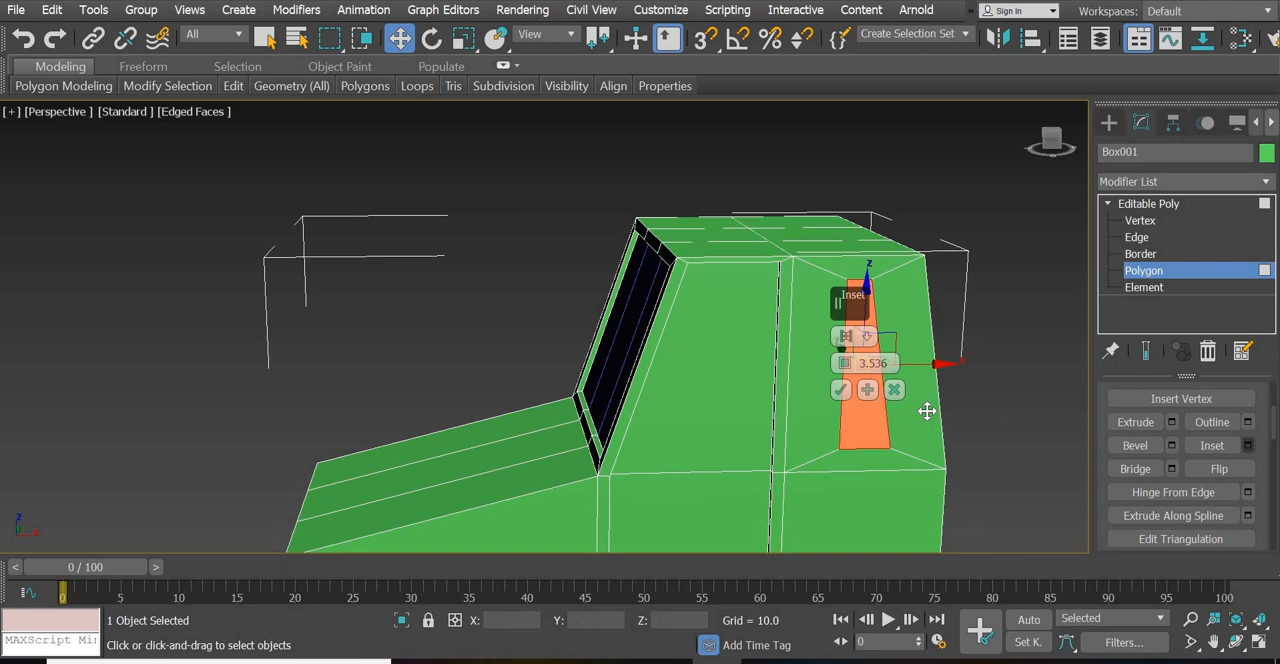 File Edit Tools Group Views Create Modifiers Animation Graph Editors Rendering Civil View Customize Scripting Interactive Content Arnold » Sign In Workspaces: Default
All View Create Selection Set
Modeling Freeform Selection Object Paint Populate
Polygon Modeling Modify Selection Edit Geometry (All) Polygons Loops Tris Subdivision Visibility Align Properties
[+] [Perspective ] [Standard ] [Edged Faces ]
Box001
Modifier List
Editable Poly
Vertex
Edge
Border
Polygon
Element
z
Inset
3.536
x
Insert Vertex
Extrude Outline
Bevel Inset
Bridge Flip
Hinge From Edge
Extrude Along Spline
Edit Triangulation
z
x
< 0 / 100 >
0 5 10 15 20 25 30 35 40 45 50 55 60 65 70 75 80 85 90 95 100
1 Object Selected X: Y: Z: Grid = 10.0 Auto Selected
MAXScript Mi
Click or click-and-drag to select objects Add Time Tag 0 Set K. Filters...